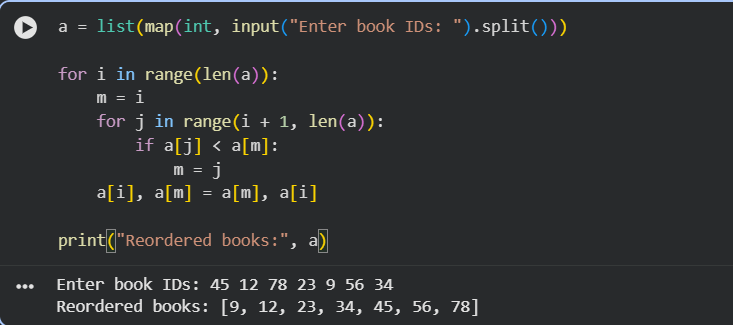 a = list(map(int, input("Enter book IDs: ").split()))
for i in range(len(a)):
    m = i
    for j in range(i + 1, len(a)):
        if a[j] < a[m]:
            m = j
    a[i], a[m] = a[m], a[i]
print("Reordered books:", a)
Enter book IDs: 45 12 78 23 9 56 34
Reordered books: [9, 12, 23, 34, 45, 56, 78]